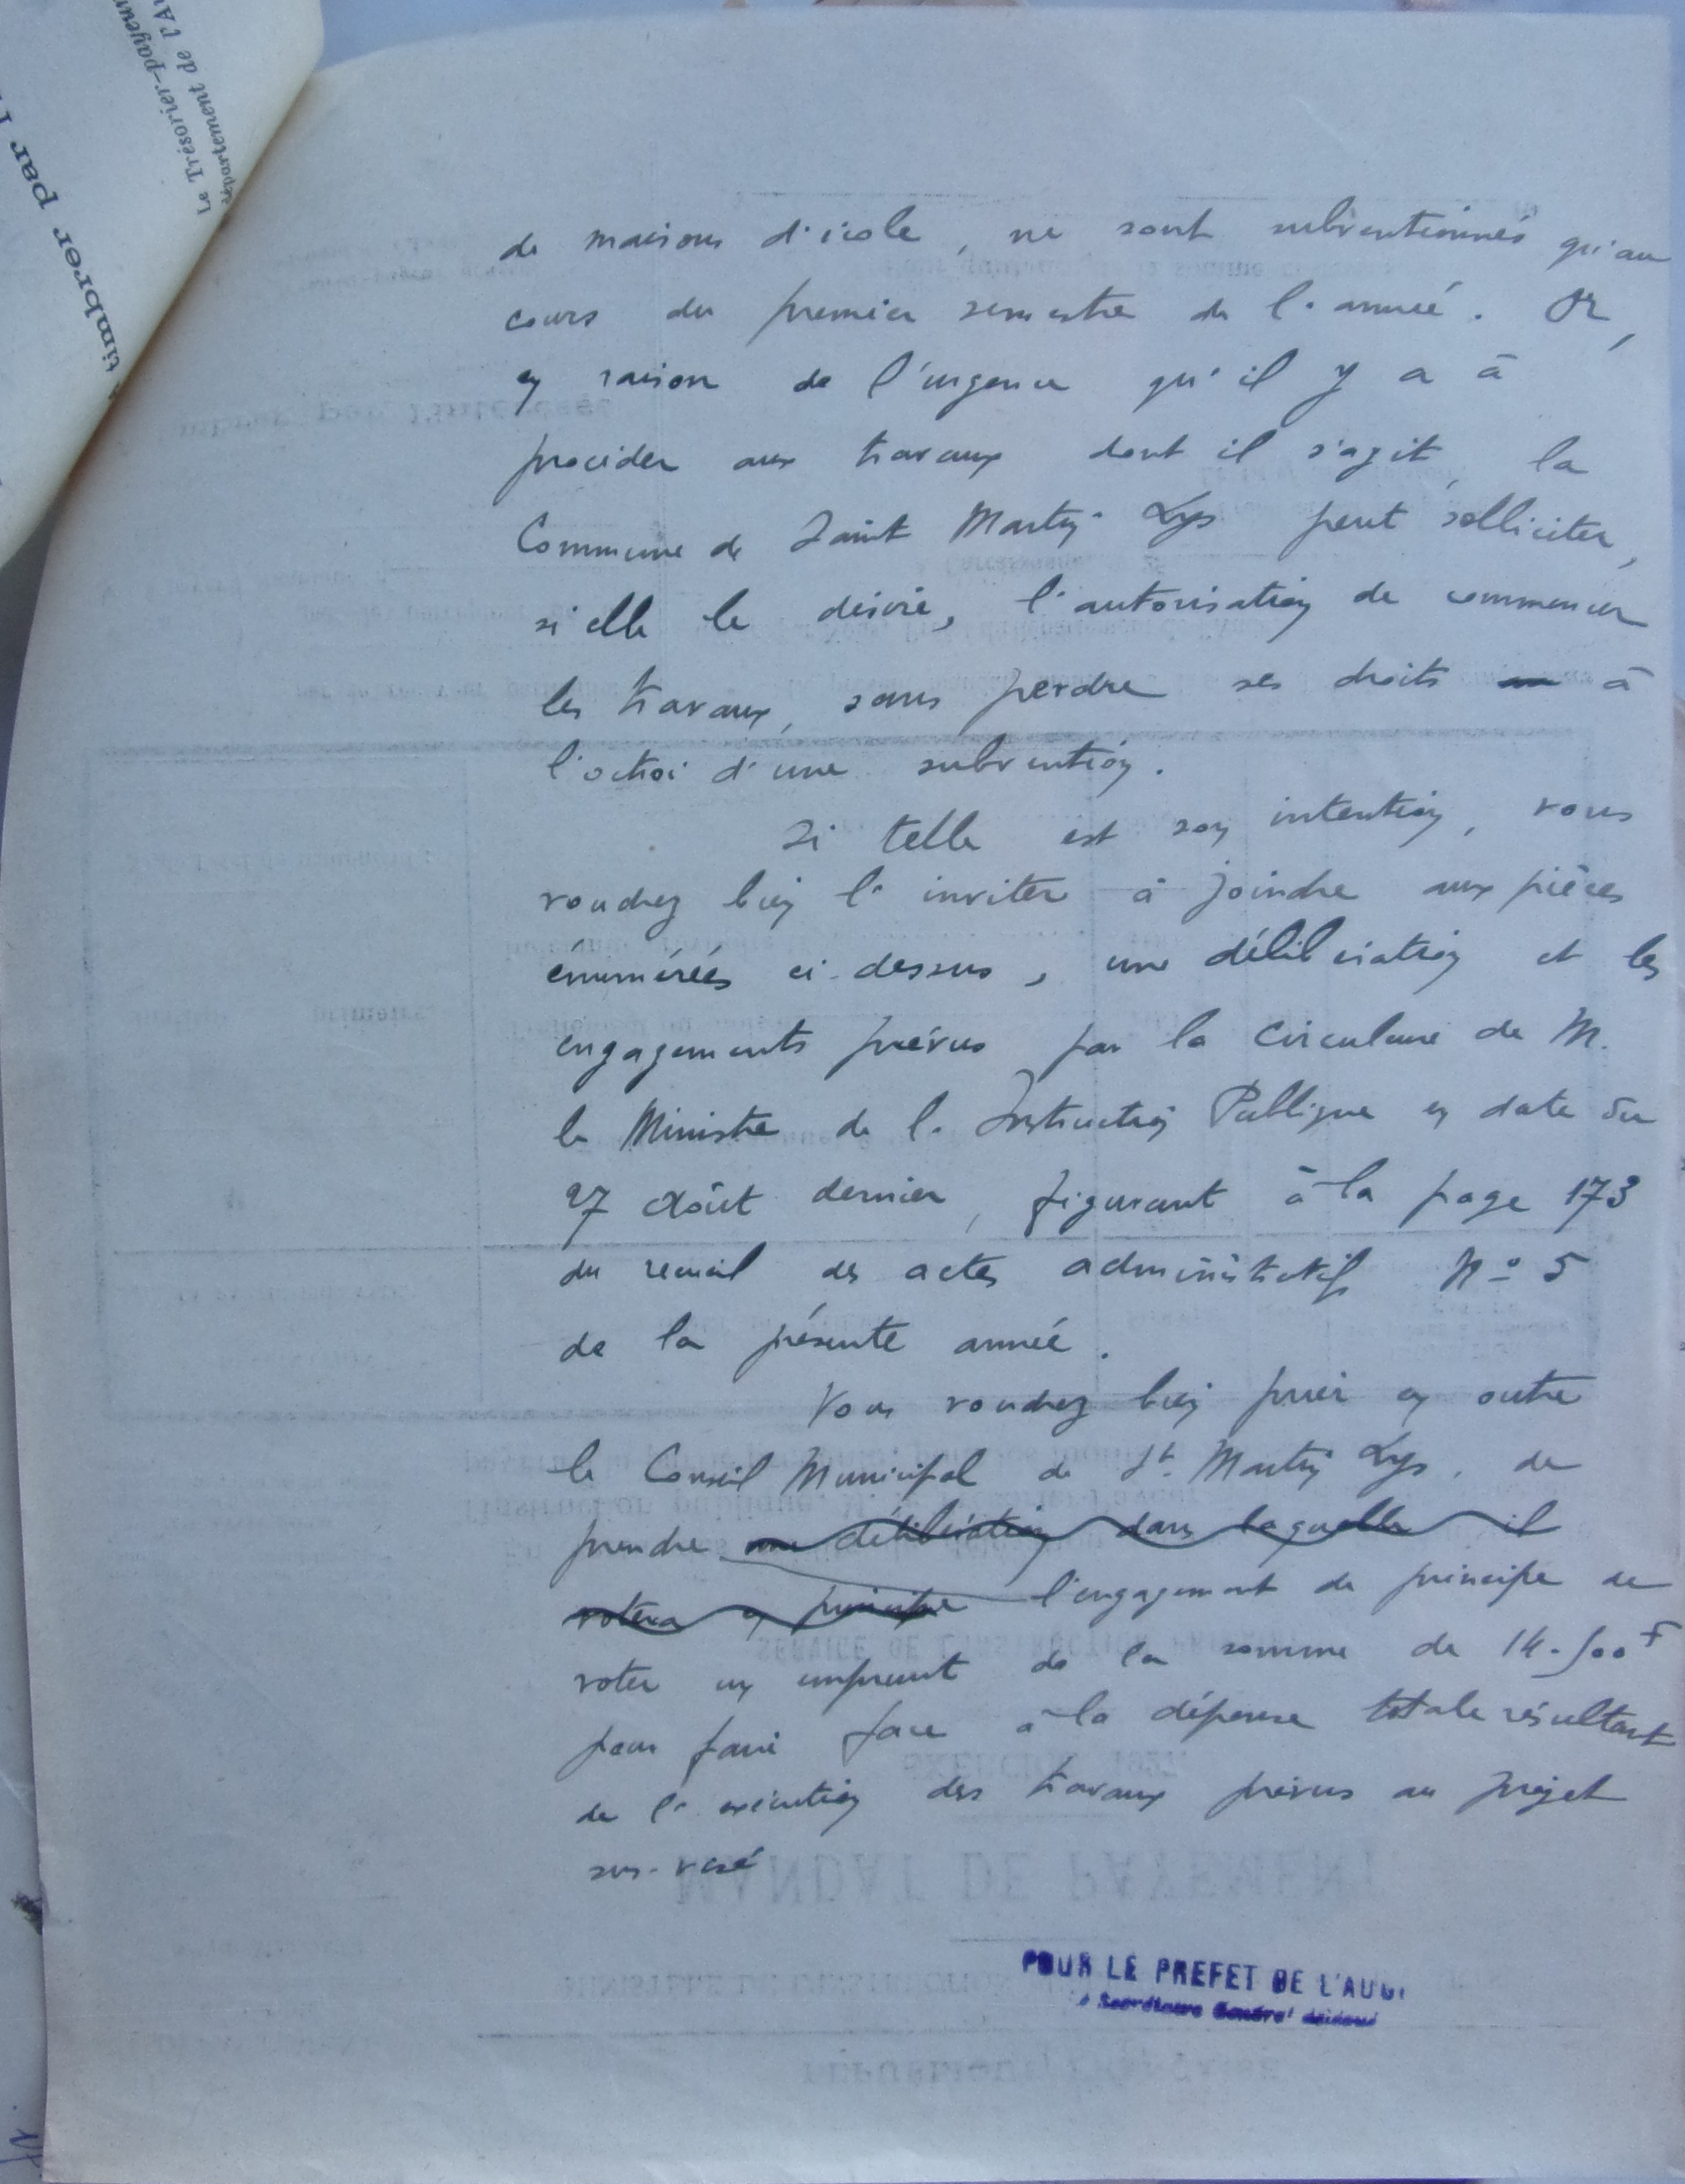 Le Trésorier-payeur
département de l'Au
timbrer par l'
de maisons d'école, ne sont subventionnés qu'au
cours du premier semestre de l'année. Or,
en raison de l'urgence qu'il y a à
procéder aux travaux dont il s'agit, la
Commune de Saint Martin Lys peut solliciter,
si elle le désire, l'autorisation de commencer
les travaux, sans perdre ses droits à
l'octroi d'une subvention.
Si telle est son intention, vous
voudrez bien l'inviter à joindre aux pièces
énumérées ci-dessus, une délibération et les
engagements prévus par la circulaire de M.
le Ministre de l'Instruction Publique en date du
27 Août dernier, figurant à la page 173
du recueil des actes administratifs No 5
de la présente année.
Vous voudrez bien prier en outre
le Conseil Municipal de St Martin Lys, de
prendre une délibération dans laquelle il
votera en principe l'engagement de principe de
voter un emprunt de la somme de 14.500 f
pour faire face à la dépense totale résultant
de l'exécution des travaux prévus au projet
sus-visé
POUR LE PREFET DE L'AUDE
Secrétaire Général délégué
MANDAT DE PAYEMENT